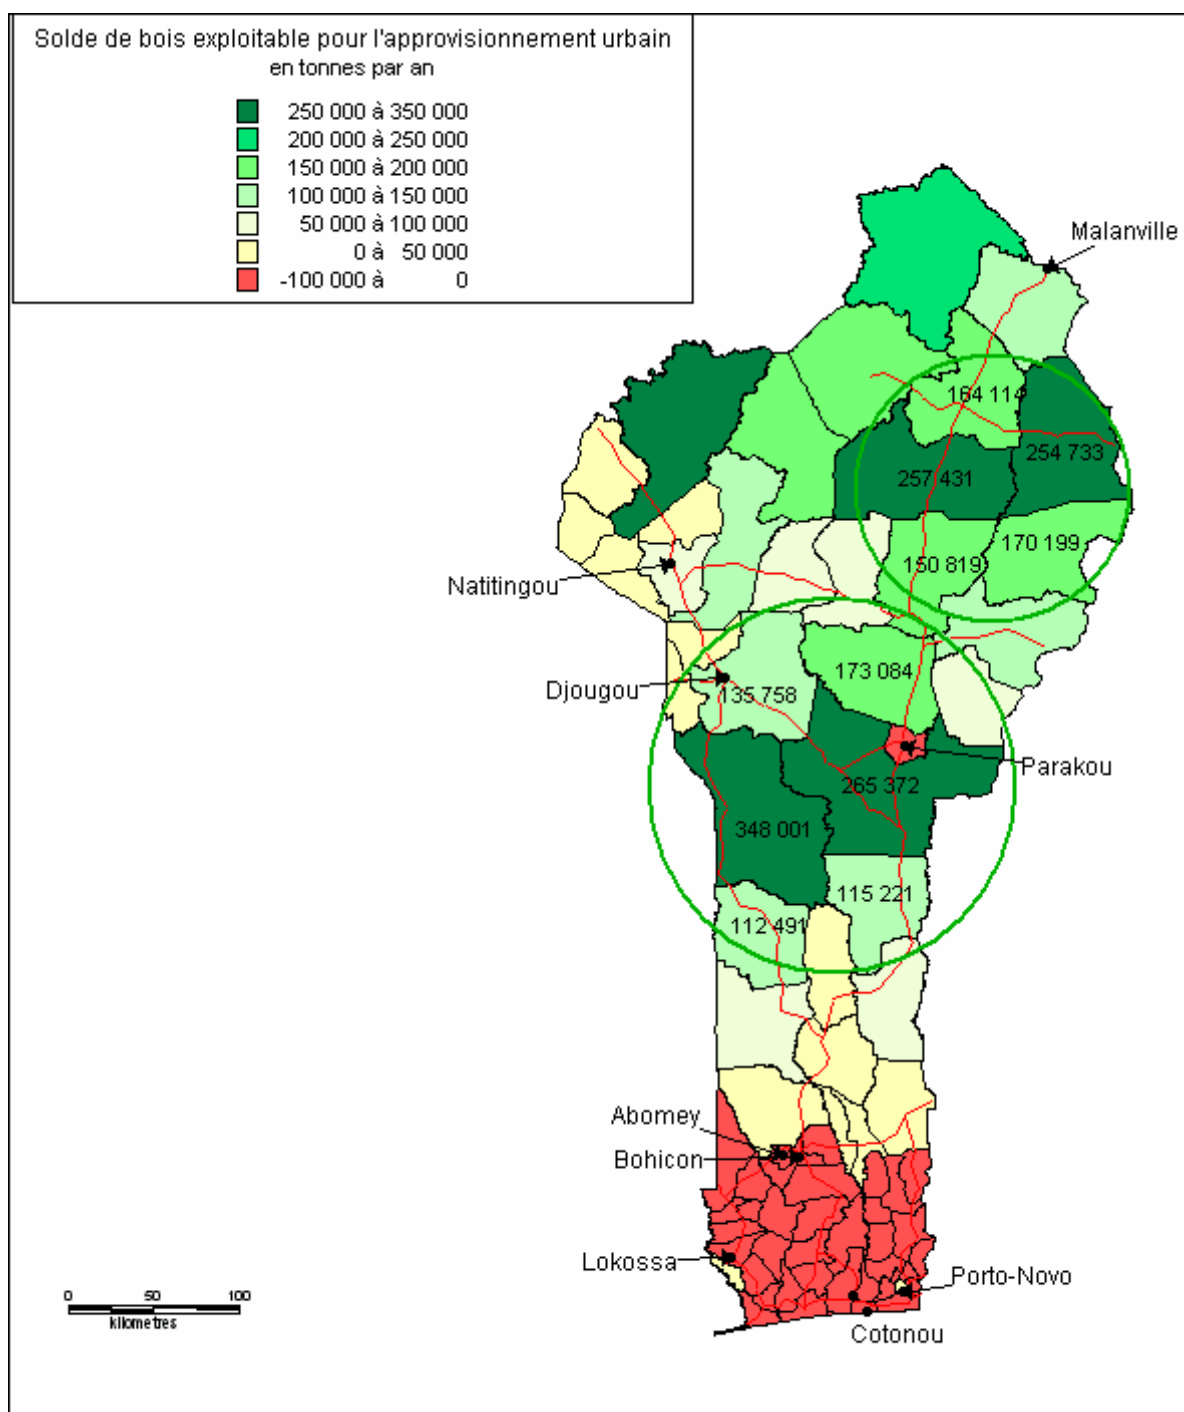 Solde de bois exploitable pour l'approvisionnement urbain
en tonnes par an
250 000 à 350 000
200 000 à 250 000
150 000 à 200 000
100 000 à 150 000
50 000 à 100 000
0 à 50 000
-100 000 à 0
Malanville
164 114
254 733
257 431
170 199
150 819
Natitingou
173 084
Djougou
135 758
Parakou
265 372
348 001
115 221
112 491
Abomey
Bohicon
Lokossa
Porto-Novo
0 50 100
kilometres
Cotonou